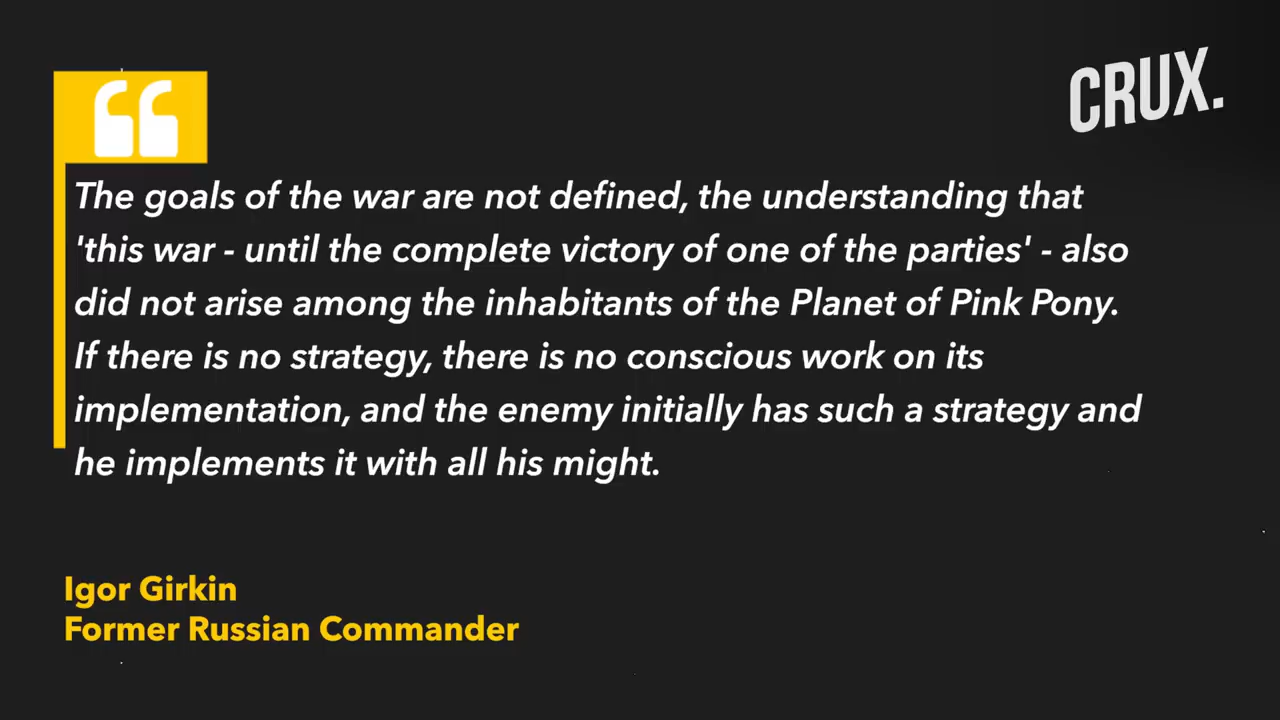 CRUX.
“
The goals of the war are not defined, the understanding that
'this war - until the complete victory of one of the parties' - also
did not arise among the inhabitants of the Planet of Pink Pony.
If there is no strategy, there is no conscious work on its
implementation, and the enemy initially has such a strategy and
he implements it with all his might.
Igor Girkin
Former Russian Commander